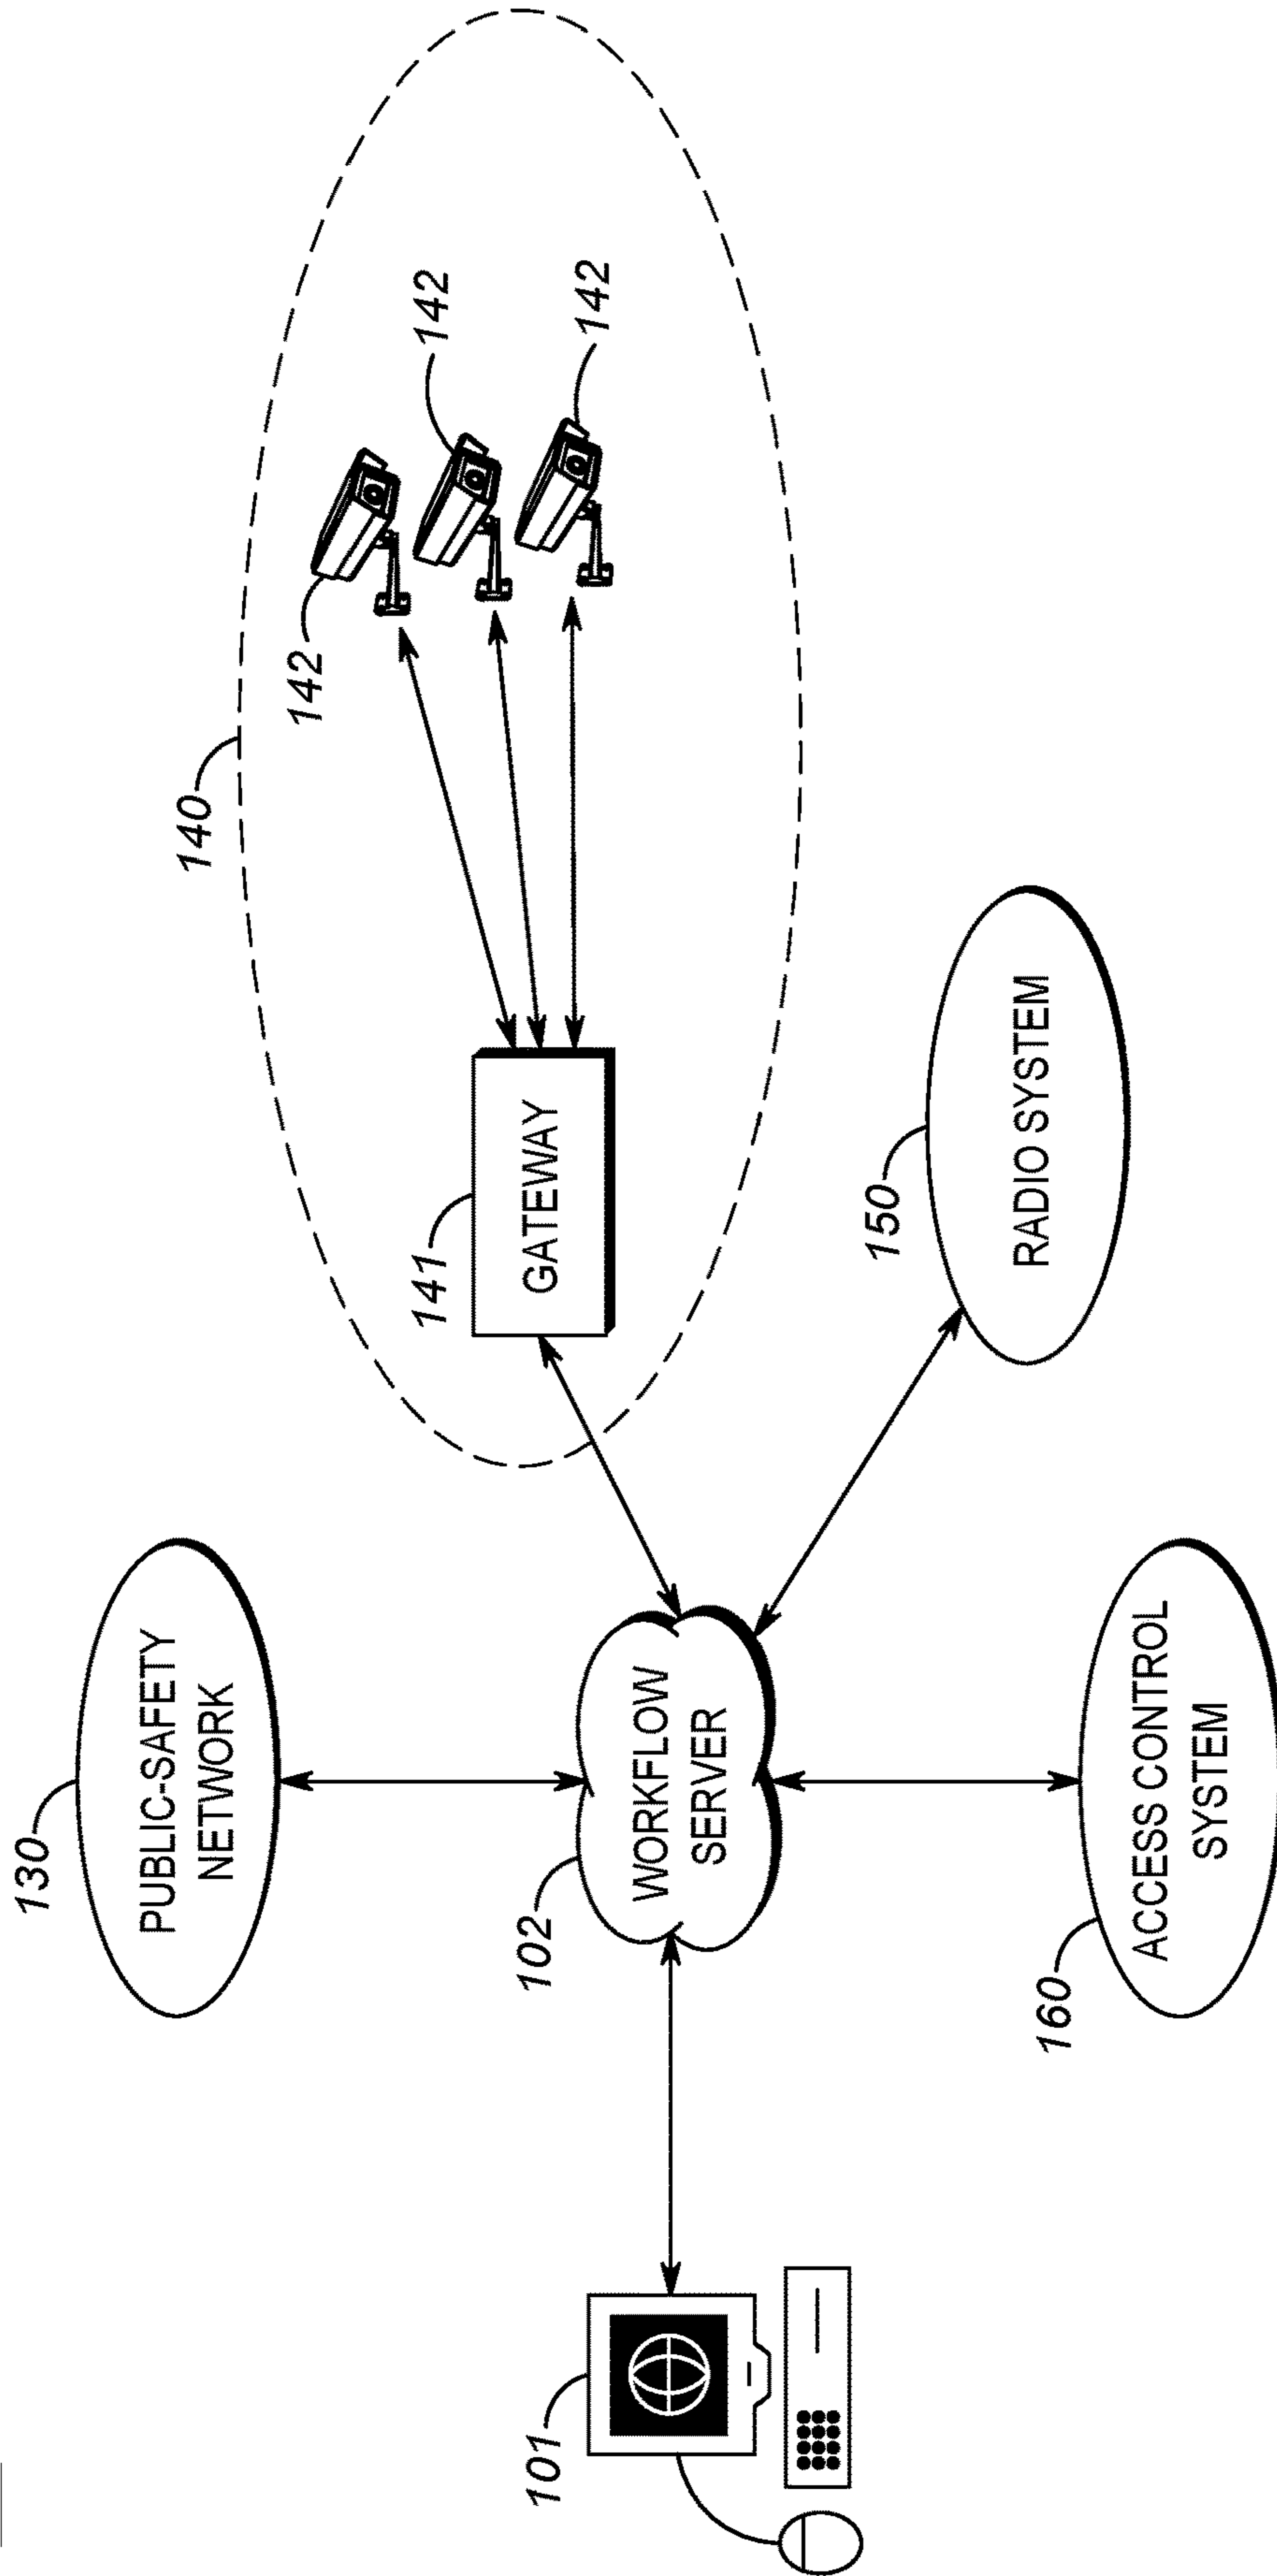 130
PUBLIC-SAFETY
NETWORK
140
142
142
142
141
GATEWAY
102
WORKFLOW
SERVER
101
150
RADIO SYSTEM
160
ACCESS CONTROL
SYSTEM